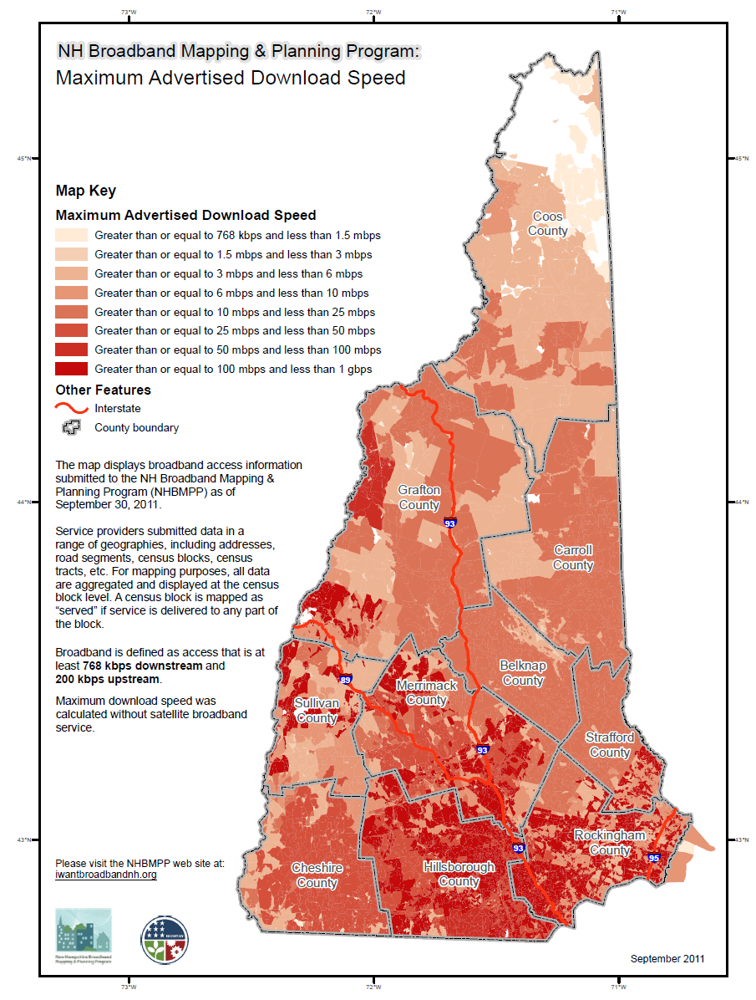 73°W
72°W
71°W
NH Broadband Mapping & Planning Program:
Maximum Advertised Download Speed
45°N
45°N
Map Key
Maximum Advertised Download Speed
Greater than or equal to 768 kbps and less than 1.5 mbps
Greater than or equal to 1.5 mbps and less than 3 mbps
Greater than or equal to 3 mbps and less than 6 mbps
Greater than or equal to 6 mbps and less than 10 mbps
Greater than or equal to 10 mbps and less than 25 mbps
Greater than or equal to 25 mbps and less than 50 mbps
Greater than or equal to 50 mbps and less than 100 mbps
Greater than or equal to 100 mbps and less than 1 gbps
Other Features
Interstate
County boundary
The map displays broadband access information
submitted to the NH Broadband Mapping &
Planning Program (NHBMPP) as of
September 30, 2011.
Service providers submitted data in a
range of geographies, including addresses,
road segments, census blocks, census
tracts, etc. For mapping purposes, all data
are aggregated and displayed at the census
block level. A census block is mapped as
“served” if service is delivered to any part of
the block.
Broadband is defined as access that is at
least 768 kbps downstream and
200 kbps upstream.
Maximum download speed was
calculated without satellite broadband
service.
Coos
County
Grafton
County
93
44°N
44°N
Carroll
County
Belknap
County
Merrimack
County
89
Sullivan
County
Strafford
County
93
43°N
43°N
Rockingham
County
93
95
Cheshire
County
Hillsborough
County
Please visit the NHBMPP web site at:
iwantbroadbandnh.org
New Hampshire Broadband
Mapping & Planning Program
September 2011
73°W
72°W
71°W